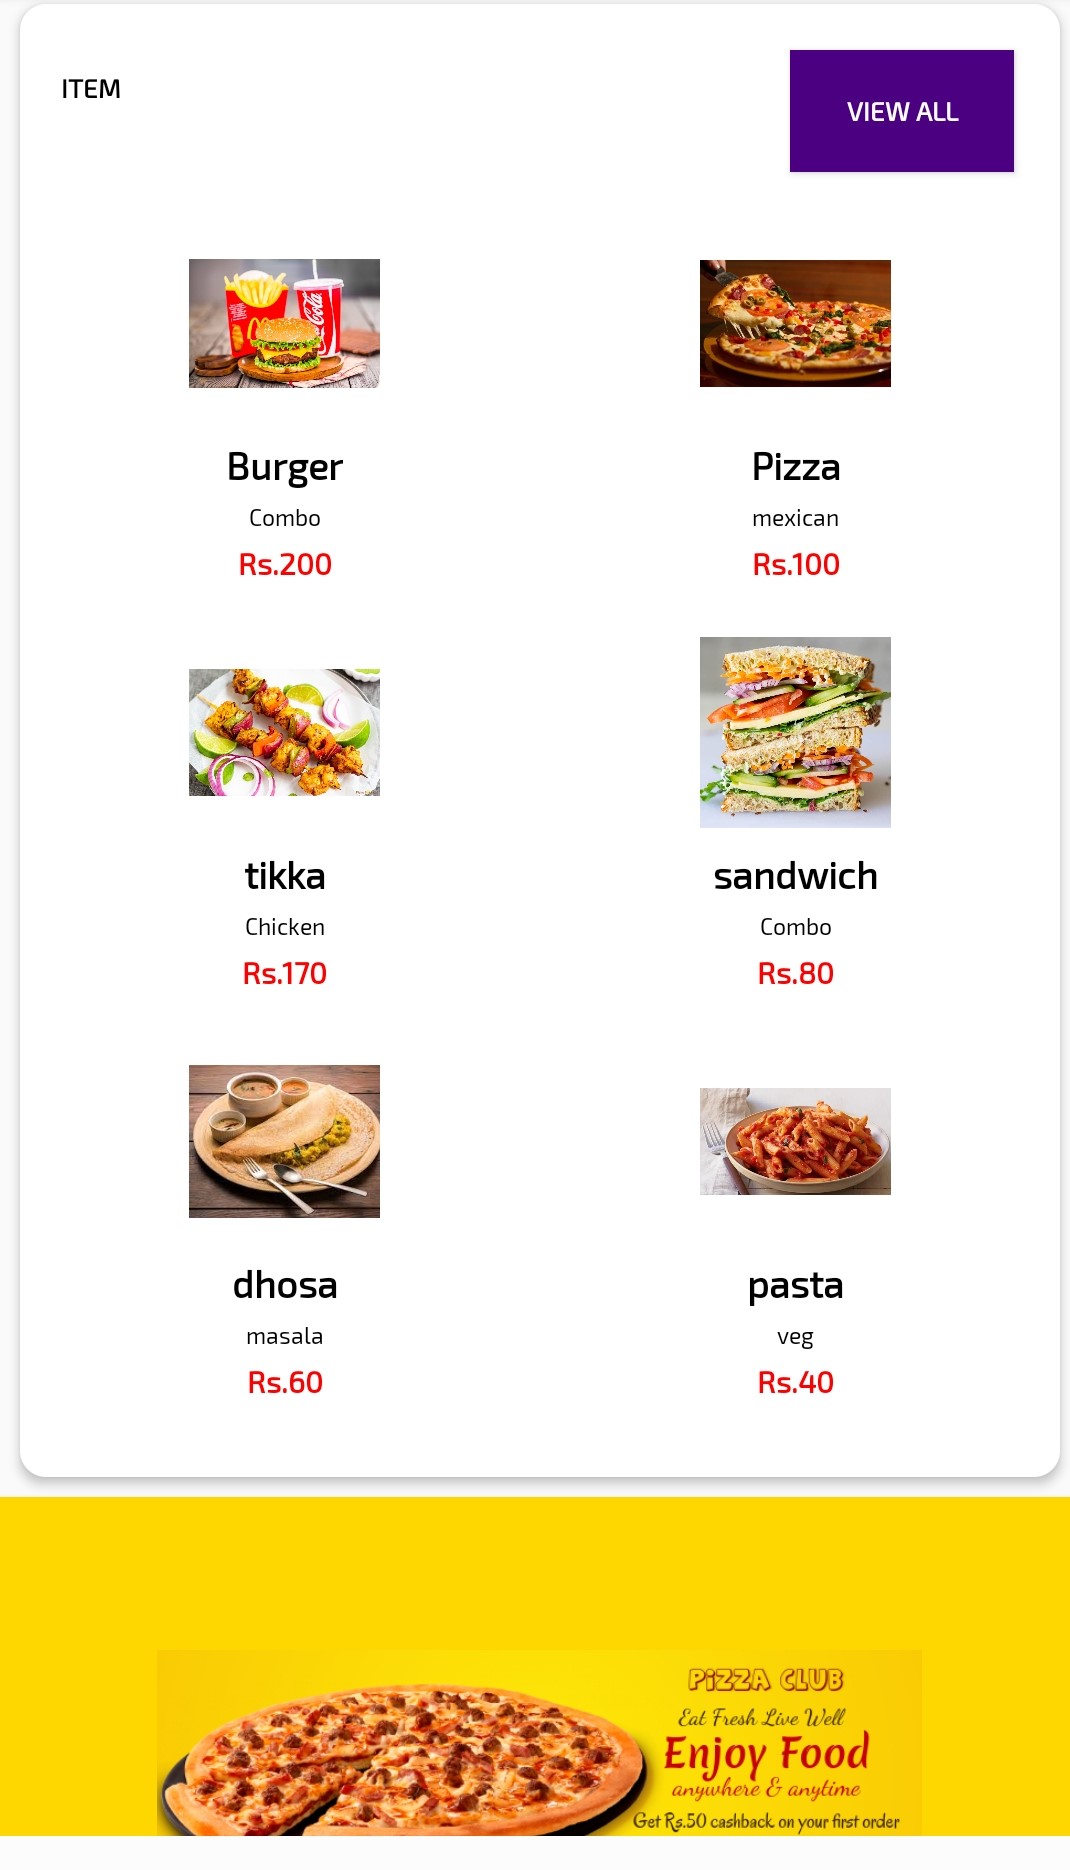 ITEM
VIEW ALL
Coca-Cola
Burger
Combo
Rs.200
Pizza
mexican
Rs.100
tikka
Chicken
Rs.170
sandwich
Combo
Rs.80
dhosa
masala
Rs.60
pasta
veg
Rs.40
PIZZA CLUB
Eat Fresh Live Well
Enjoy Food
anywhere & anytime
Get Rs.50 cashback on your first order